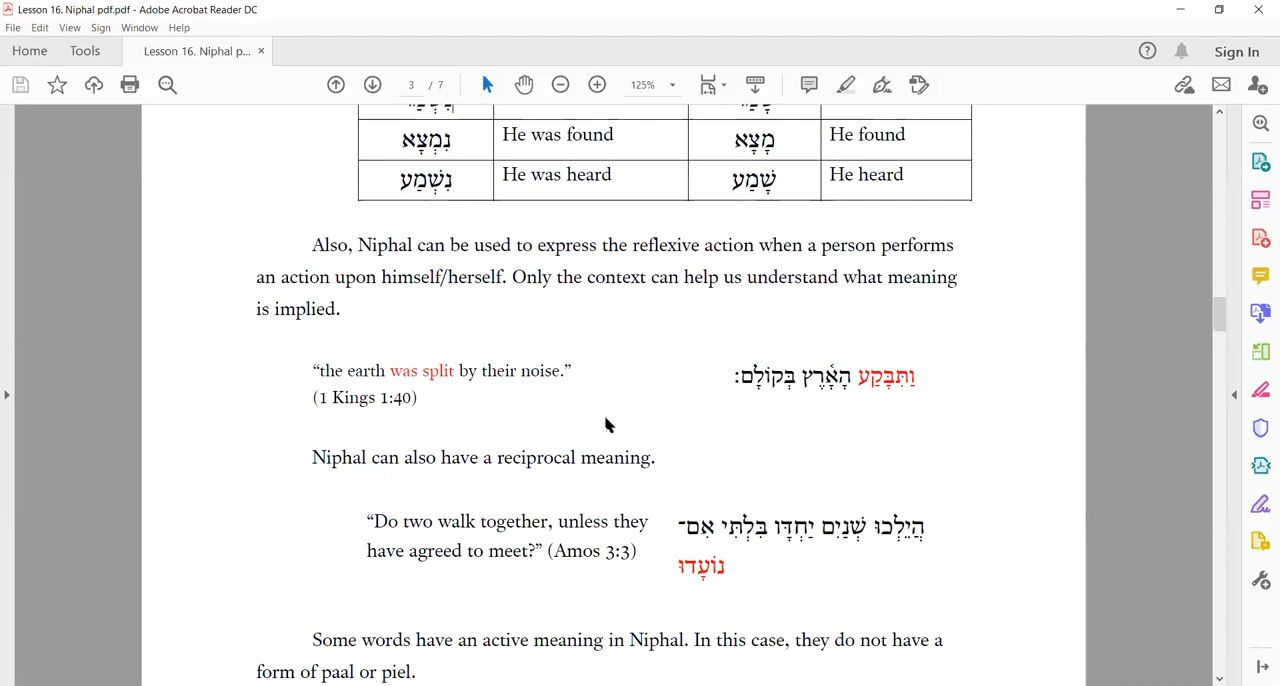 Lesson 16. Niphal pdf.pdf - Adobe Acrobat Reader DC
File Edit View Sign Window Help
Home Tools Lesson 16. Niphal p... × Sign In
3 / 7 125%
נִמְצָא He was found מָצָא He found
נִשְׁמַע He was heard שָׁמַע He heard
Also, Niphal can be used to express the reflexive action when a person performs
an action upon himself/herself. Only the context can help us understand what meaning
is implied.
“the earth was split by their noise.” וַתִּבָּקַע הָאָ֫רֶץ בְּקוֹלָם׃
(1 Kings 1:40)
Niphal can also have a reciprocal meaning.
“Do two walk together, unless they הֲיֵלְכוּ שְׁנַיִם יַחְדָּו בִּלְתִּי אִם־
have agreed to meet?” (Amos 3:3) נוֹעָדוּ
Some words have an active meaning in Niphal. In this case, they do not have a
form of paal or piel.